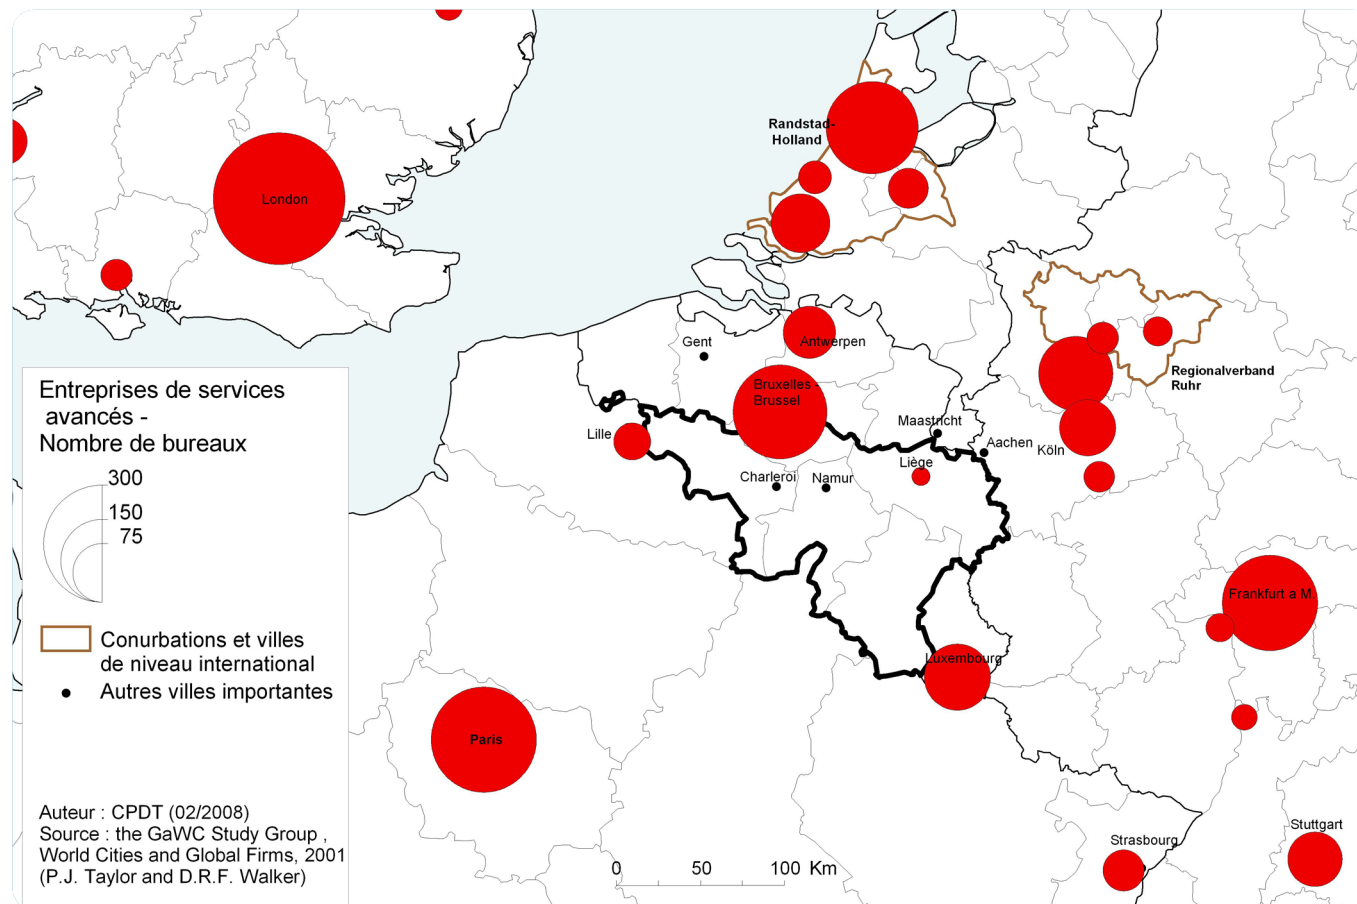 Randstad-
Holland
London
Gent
Antwerpen
Bruxelles -
Brussel
Regionalverband
Ruhr
Maastricht
Aachen
Lille
Köln
Liège
Charleroi
Namur
Frankfurt a M.
Luxembourg
Paris
Strasbourg
Stuttgart
Entreprises de services
avancés -
Nombre de bureaux
300
150
75
Conurbations et villes
de niveau international
Autres villes importantes
Auteur : CPDT (02/2008)
Source : the GaWC Study Group ,
World Cities and Global Firms, 2001
(P.J. Taylor and D.R.F. Walker)
0 50 100 Km